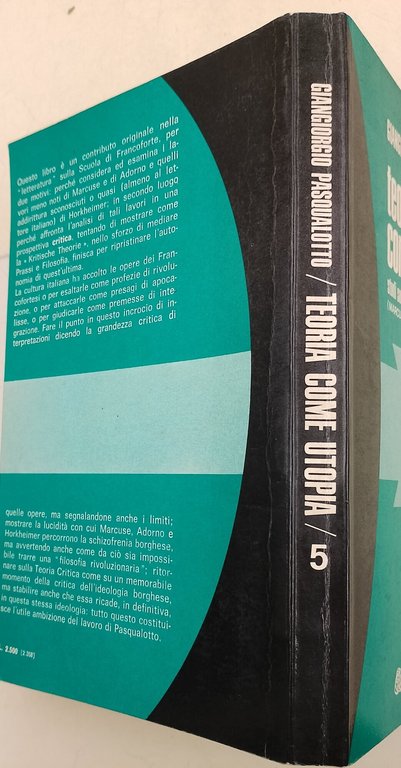 Questo libro è un contributo originale nella
"letteratura" sulla Scuola di Francoforte, per
due motivi: perché considera ed esamina i la-
vori meno noti di Marcuse e di Adorno e quelli
addirittura sconosciuti o quasi (almeno al let-
tore italiano) di Horkheimer; in secondo luogo
perché affronta l'analisi di tali lavori in una
prospettiva critica, tentando di mostrare come
la « Kritische Theorie », nello sforzo di mediare
Prassi e Filosofia, finisca per ripristinare l'auto-
nomia di quest'ultima.
La cultura italiana ha accolto le opere dei Fran-
cofortesi o per esaltarle come profezie di rivolu-
zione, o per attaccarle come presagi di apoca-
lisse, o per giudicarle come premesse di inte-
grazione. Fare il punto in questo incrocio di in-
terpretazioni dicendo la grandezza critica di
quelle opere, ma segnalandone anche i limiti;
mostrare la lucidità con cui Marcuse, Adorno e
Horkheimer percorrono la schizofrenia borghese,
ma avvertendo anche come da ciò sia impossi-
bile trarre una "filosofia rivoluzionaria"; ritor-
nare sulla Teoria Critica come su un memorabile
momento della critica dell'ideologia borghese,
ma stabilire anche che essa ricade, in definitiva,
in questa stessa ideologia: tutto questo costitui-
sce l'utile ambizione del lavoro di Pasqualotto.
L. 2.500 (2 358)
GIANGIORGIO PASQUALOTTO / TEORIA COME UTOPIA / 5